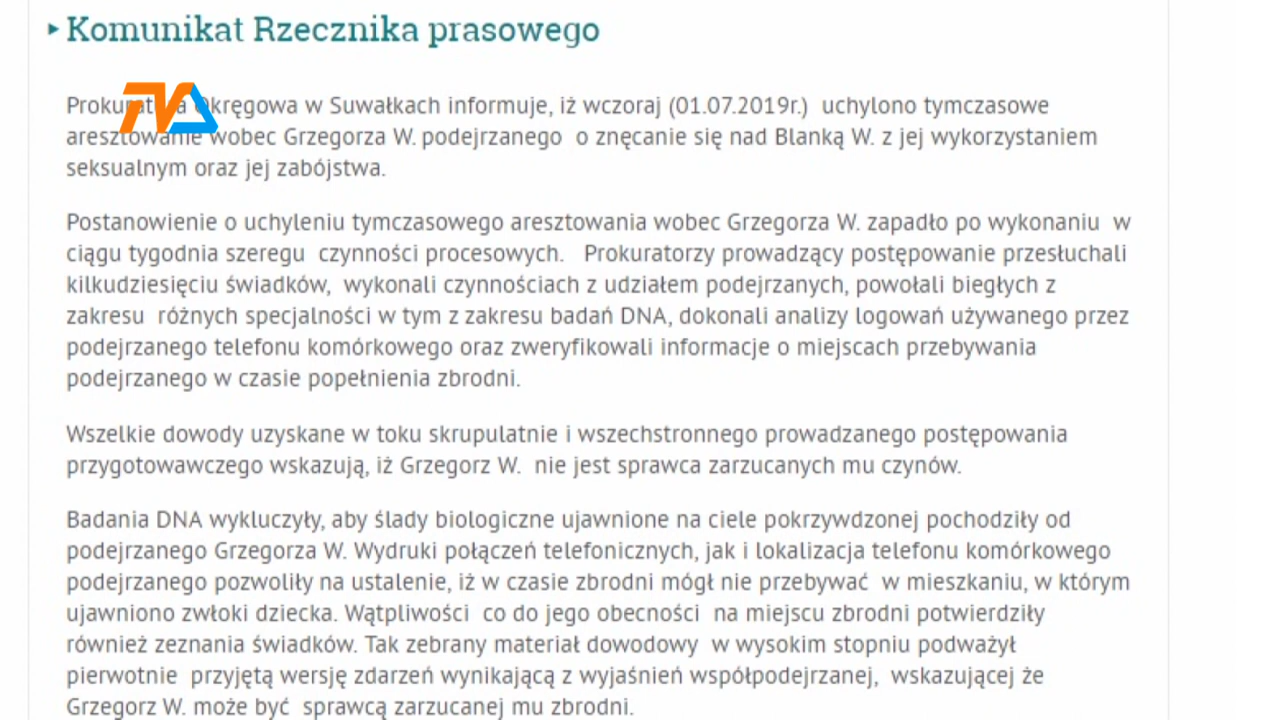 Komunikat Rzecznika prasowego
TVA
Prokuratura Okręgowa w Suwałkach informuje, iż wczoraj (01.07.2019r.) uchylono tymczasowe
aresztowanie wobec Grzegorza W. podejrzanego o znęcanie się nad Blanką W. z jej wykorzystaniem
seksualnym oraz jej zabójstwa.
Postanowienie o uchyleniu tymczasowego aresztowania wobec Grzegorza W. zapadło po wykonaniu w
ciągu tygodnia szeregu czynności procesowych. Prokuratorzy prowadzący postępowanie przesłuchali
kilkudziesięciu świadków, wykonali czynnościach z udziałem podejrzanych, powołali biegłych z
zakresu różnych specjalności w tym z zakresu badań DNA, dokonali analizy logowań używanego przez
podejrzanego telefonu komórkowego oraz zweryfikowali informacje o miejscach przebywania
podejrzanego w czasie popełnienia zbrodni.
Wszelkie dowody uzyskane w toku skrupulatnie i wszechstronnego prowadzanego postępowania
przygotowawczego wskazują, iż Grzegorz W. nie jest sprawca zarzucanych mu czynów.
Badania DNA wykluczyły, aby ślady biologiczne ujawnione na ciele pokrzywdzonej pochodziły od
podejrzanego Grzegorza W. Wydruki połączeń telefonicznych, jak i lokalizacja telefonu komórkowego
podejrzanego pozwoliły na ustalenie, iż w czasie zbrodni mógł nie przebywać w mieszkaniu, w którym
ujawniono zwłoki dziecka. Wątpliwości co do jego obecności na miejscu zbrodni potwierdziły
również zeznania świadków. Tak zebrany materiał dowodowy w wysokim stopniu podważył
pierwotnie przyjętą wersję zdarzeń wynikającą z wyjaśnień współpodejrzanej, wskazującej że
Grzegorz W. może być sprawcą zarzucanej mu zbrodni.